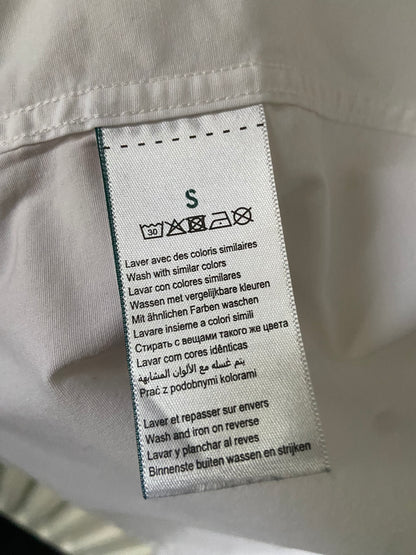 S
30
Laver avec des coloris similaires
Wash with similar colors
Lavar con colores similares
Wassen met vergelijkbare kleuren
Mit ähnlichen Farben waschen
Lavare insieme a colori simili
Стирать с вещами такого же цвета
Lavar com cores idênticas
يتم غسله مع الألوان المشابهه
Prać z podobnymi kolorami
Laver et repasser sur envers
Wash and iron on reverse
Lavar y planchar al reves
Binnenste buiten wassen en strijken